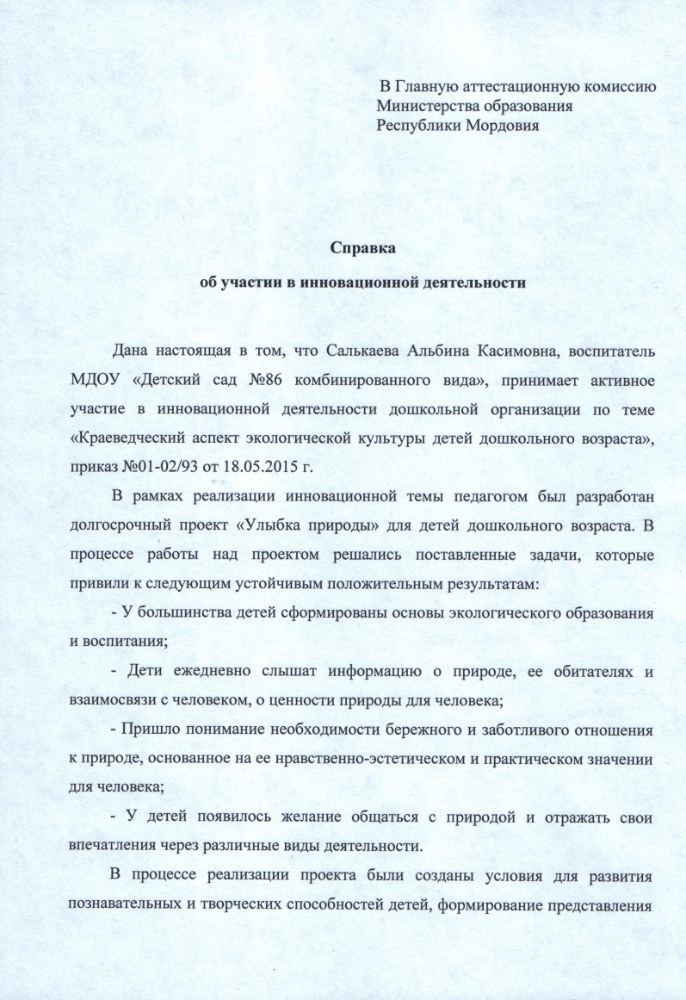 В Главную аттестационную комиссию
Министерства образования
Республики Мордовия
Справка
об участии в инновационной деятельности
Дана настоящая в том, что Салькаева Альбина Касимовна, воспитатель
МДОУ «Детский сад №86 комбинированного вида», принимает активное
участие в инновационной деятельности дошкольной организации по теме
«Краеведческий аспект экологической культуры детей дошкольного возраста»,
приказ №01-02/93 от 18.05.2015 г.
В рамках реализации инновационной темы педагогом был разработан
долгосрочный проект «Улыбка природы» для детей дошкольного возраста. В
процессе работы над проектом решались поставленные задачи, которые
привили к следующим устойчивым положительным результатам:
- У большинства детей сформированы основы экологического образования
и воспитания;
- Дети ежедневно слышат информацию о природе, ее обитателях и
взаимосвязи с человеком, о ценности природы для человека;
- Пришло понимание необходимости бережного и заботливого отношения
к природе, основанное на ее нравственно-эстетическом и практическом значении
для человека;
- У детей появилось желание общаться с природой и отражать свои
впечатления через различные виды деятельности.
В процессе реализации проекта были созданы условия для развития
познавательных и творческих способностей детей, формирование представления